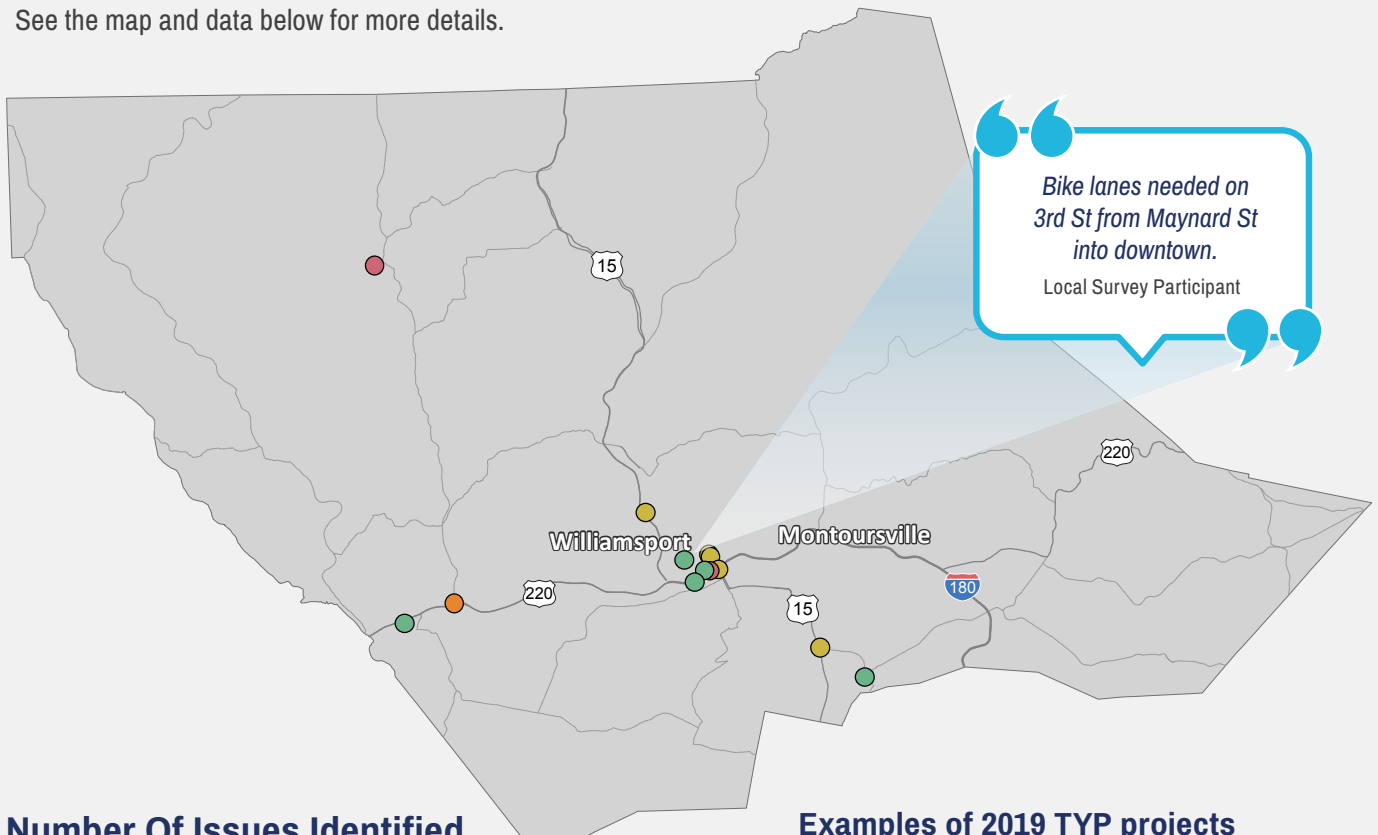 See the map and data below for more details.
Bike lanes needed on
3rd St from Maynard St
into downtown.
Local Survey Participant
15
220
Williamsport
Montoursville
180
220
15
Number Of Issues Identified
Examples of 2019 TYP projects